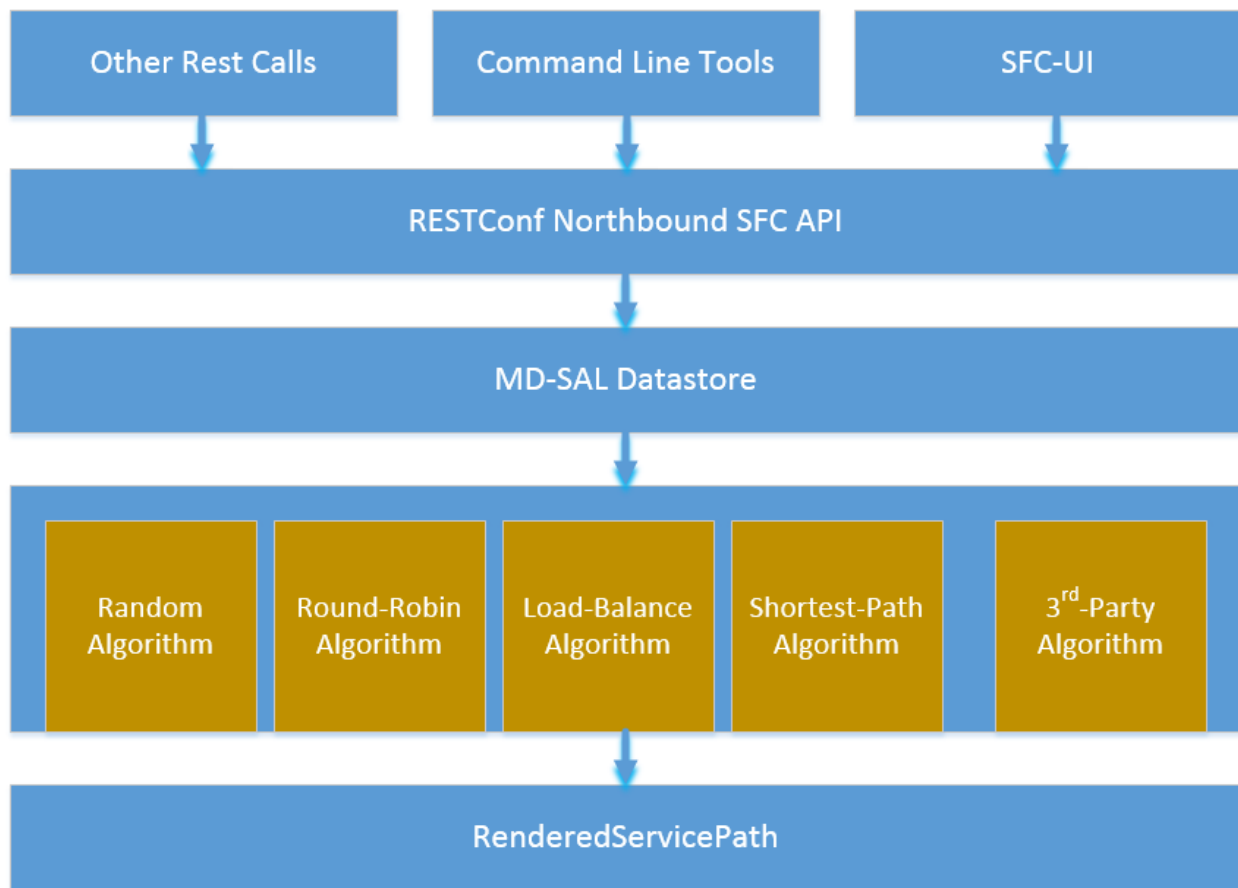 Other Rest Calls
Command Line Tools
SFC-UI
RESTConf Northbound SFC API
MD-SAL Datastore
Random
Algorithm
Round-Robin
Algorithm
Load-Balance
Algorithm
Shortest-Path
Algorithm
3rd-Party
Algorithm
RenderedServicePath